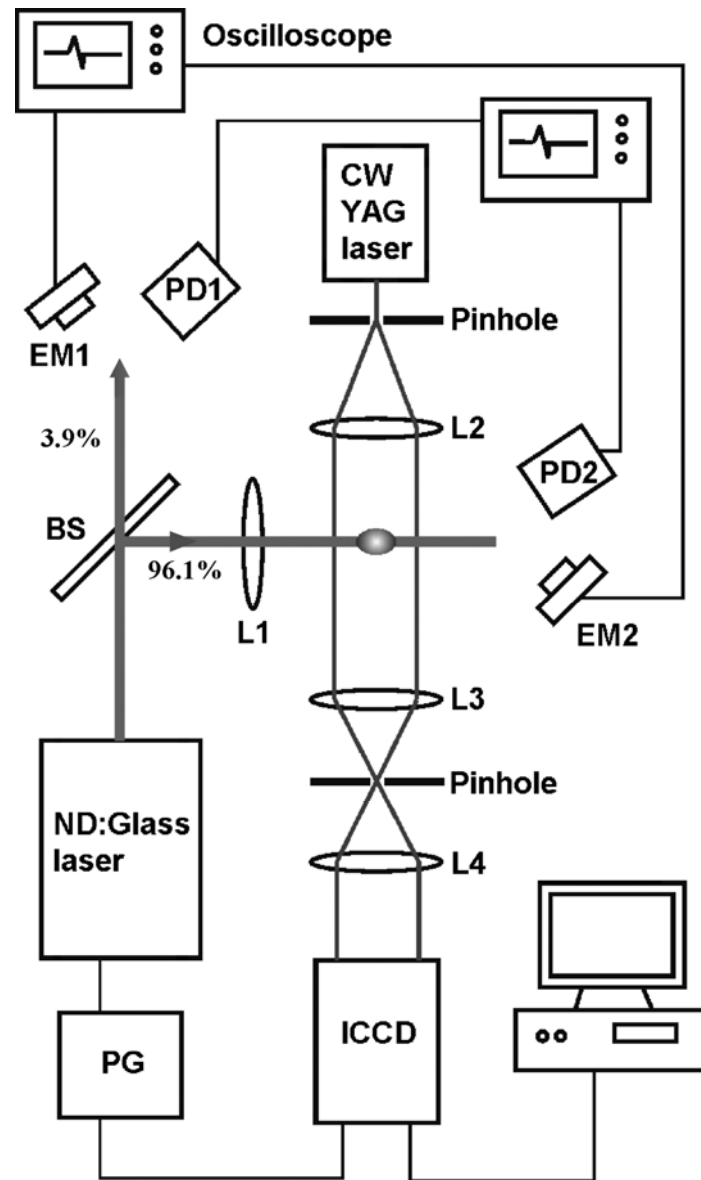 Oscilloscope
CW
YAG
laser
PD1
EM1
Pinhole
3.9%
L2
PD2
BS
96.1%
L1
EM2
L3
Pinhole
ND:Glass
laser
L4
PG
ICCD